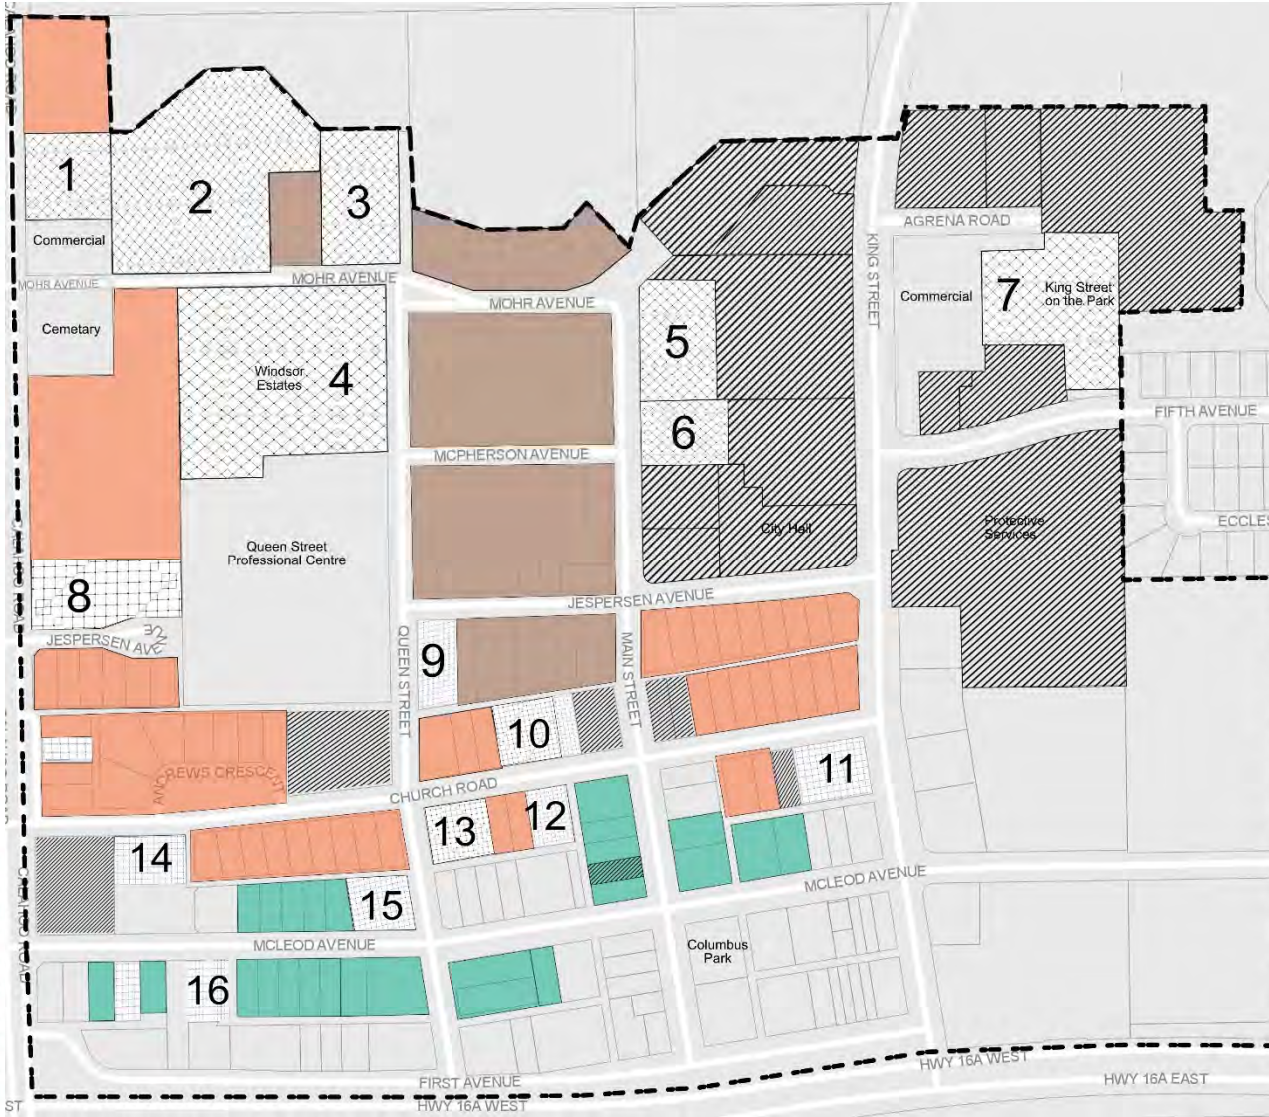 1
2
3
Commercial
MOHR AVENUE
MOHR AVENUE
MOHR AVENUE
AGRENA ROAD
KING STREET
Commercial
7
King Street
on the Park
Cemetary
Windsor
Estates
4
5
6
MCPHERSON AVENUE
FIFTH AVENUE
Queen Street
Professional Centre
City Hall
Protective
Services
8
JESPERSEN AVENUE
JESPERSEN AVENUE
QUEEN STREET
MAIN STREET
9
10
11
ANDREWS CRESCENT
CHURCH ROAD
12
13
14
15
MCLEOD AVENUE
MCLEOD AVENUE
Columbus
Park
16
CALAHOO ROAD
FIRST AVENUE
HWY 16A WEST
HWY 16A EAST
HWY 16A WEST
ST